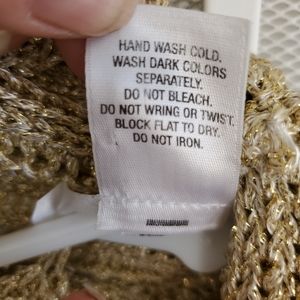 HAND WASH COLD.
WASH DARK COLORS
SEPARATELY.
DO NOT BLEACH.
DO NOT WRING OR TWIST.
BLOCK FLAT TO DRY.
DO NOT IRON.